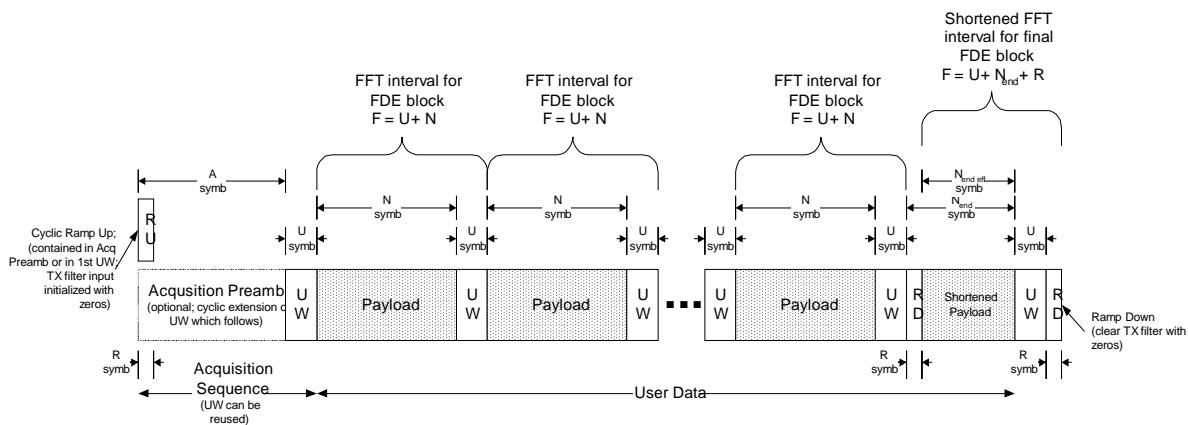 Shortened FFT
interval for final
FDE block
F = U+ Nend+ R
FFT interval for
FDE block
F = U+ N
FFT interval for
FDE block
F = U+ N
FFT interval for
FDE block
F = U+ N
A
symb
N
symb
N
symb
N
symb
Nend eff
symb
Nend
symb
Cyclic Ramp Up;
(contained in Acq
Preamb or in 1st UW;
TX filter input
initialized with
zeros)
R
U
U
symb
U
symb
U
symb
U
symb
U
symb
U
symb
Acqusition Preamb
(optional; cyclic extension o
UW which follows)
U
W
Payload
U
W
Payload
U
W
U
W
Payload
U
W
R
D
Shortened
Payload
U
W
R
D
Ramp Down
(clear TX filter with
zeros)
R
symb
R
symb
R
symb
Acquisition
Sequence
(UW can be
reused)
User Data